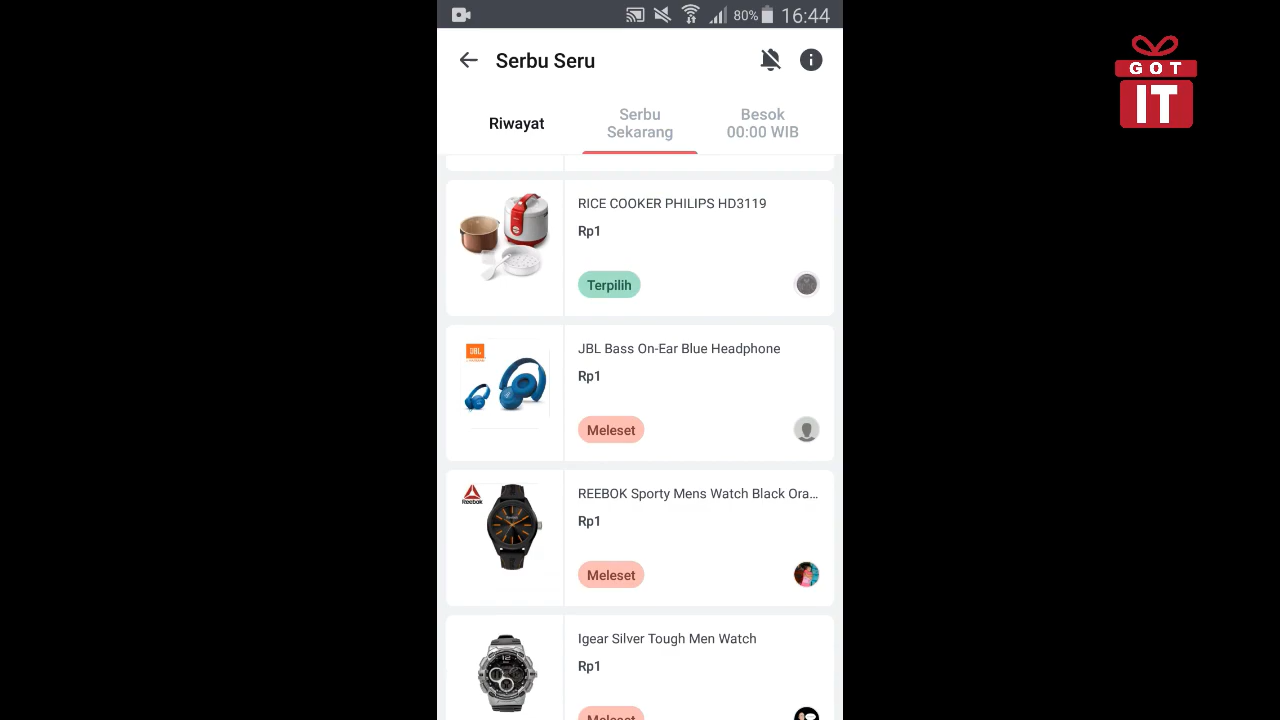 80%
16:44
Serbu Seru
GOT
IT
Riwayat
Serbu
Sekarang
Besok
00:00 WIB
RICE COOKER PHILIPS HD3119
Rp1
Terpilih
JBL
JBL Bass On-Ear Blue Headphone
Rp1
Meleset
Reebok
REEBOK Sporty Mens Watch Black Ora...
Rp1
Meleset
Igear Silver Tough Men Watch
Rp1
Meleset